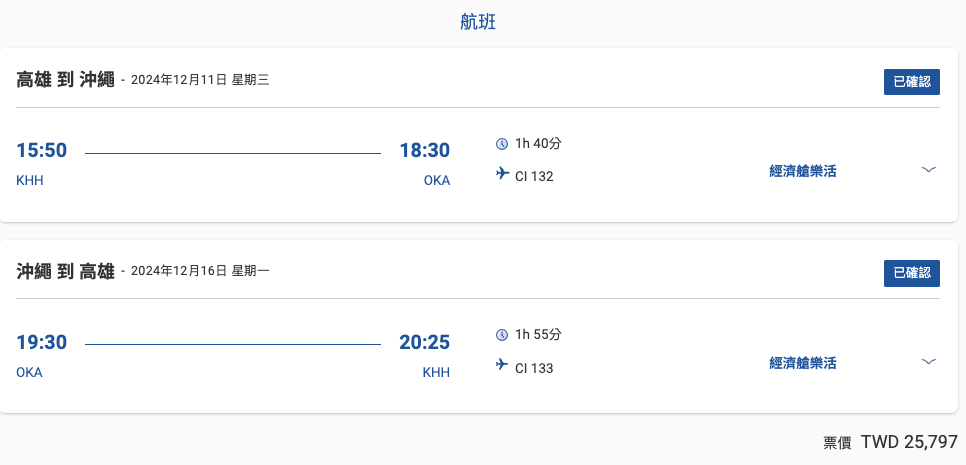 航班
高雄 到 沖繩 - 2024年12月11日 星期三
已確認
15:50
18:30
KHH
OKA
1h 40分
CI 132
經濟艙樂活
沖繩 到 高雄 - 2024年12月16日 星期一
已確認
19:30
20:25
OKA
KHH
1h 55分
CI 133
經濟艙樂活
票價 TWD 25,797